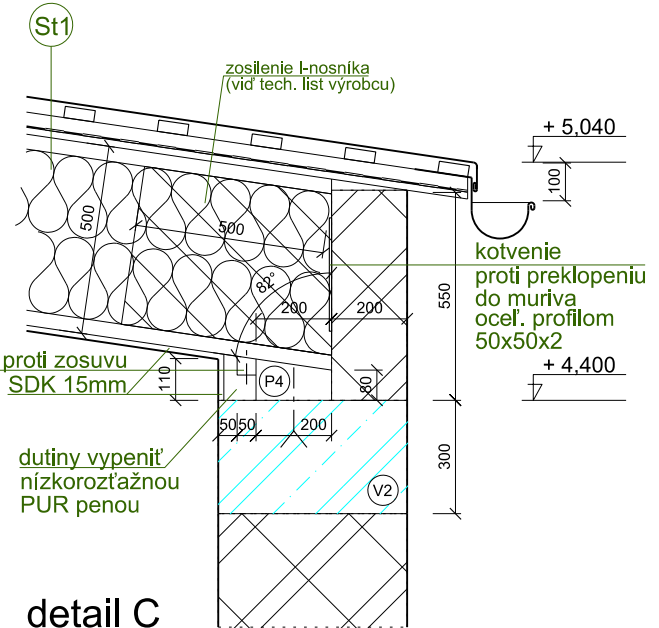 St1
zosilenie I-nosníka
(viď tech. list výrobcu)
+ 5,040
100
500
500
82°
200
200
550
kotvenie
proti preklopeniu
do muriva
oceľ. profilom
50x50x2
+ 4,400
proti zosuvu
SDK 15mm
110
P4
80
50
50
200
300
dutiny vypeniť
nízkorozťažnou
PUR penou
V2
detail C